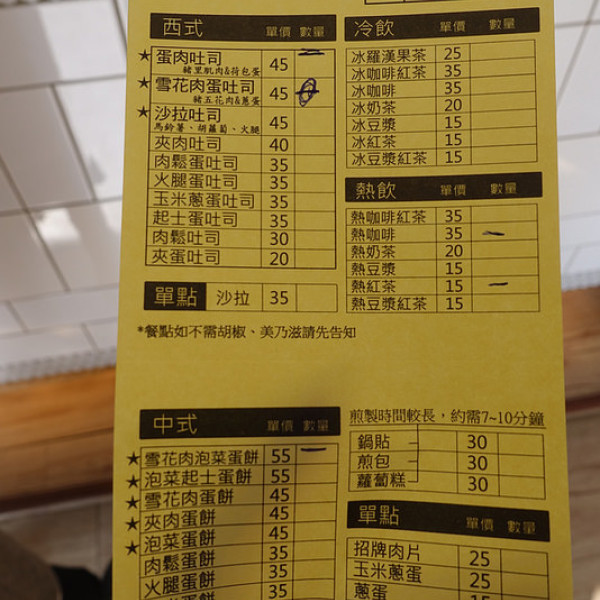 西式 單價 數量
★ 蛋肉吐司 45
豬里肌肉&荷包蛋
★ 雪花肉蛋吐司 45
豬五花肉&蔥蛋
★ 沙拉吐司 45
馬鈴薯、胡蘿蔔、火腿
夾肉吐司 40
肉鬆蛋吐司 35
火腿蛋吐司 35
玉米蔥蛋吐司 35
起士蛋吐司 35
肉鬆吐司 30
夾蛋吐司 20
單點 沙拉 35
*餐點如不需胡椒、美乃滋請先告知
冷飲 單價 數量
冰羅漢果茶 25
冰咖啡紅茶 35
冰咖啡 35
冰奶茶 20
冰豆漿 15
冰紅茶 15
冰豆漿紅茶 15
熱飲 單價 數量
熱咖啡紅茶 35
熱咖啡 35
熱奶茶 20
熱豆漿 15
熱紅茶 15
熱豆漿紅茶 15
中式 單價 數量
★ 雪花肉泡菜蛋餅 55
★ 泡菜起士蛋餅 55
★ 雪花肉蛋餅 45
★ 夾肉蛋餅 45
★ 泡菜蛋餅 45
肉鬆蛋餅 35
火腿蛋餅 35
35
煎製時間較長，約需7~10分鐘
鍋貼 30
煎包 30
蘿蔔糕 30
單點 單價 數量
招牌肉片 25
玉米蔥蛋 25
蔥蛋 15